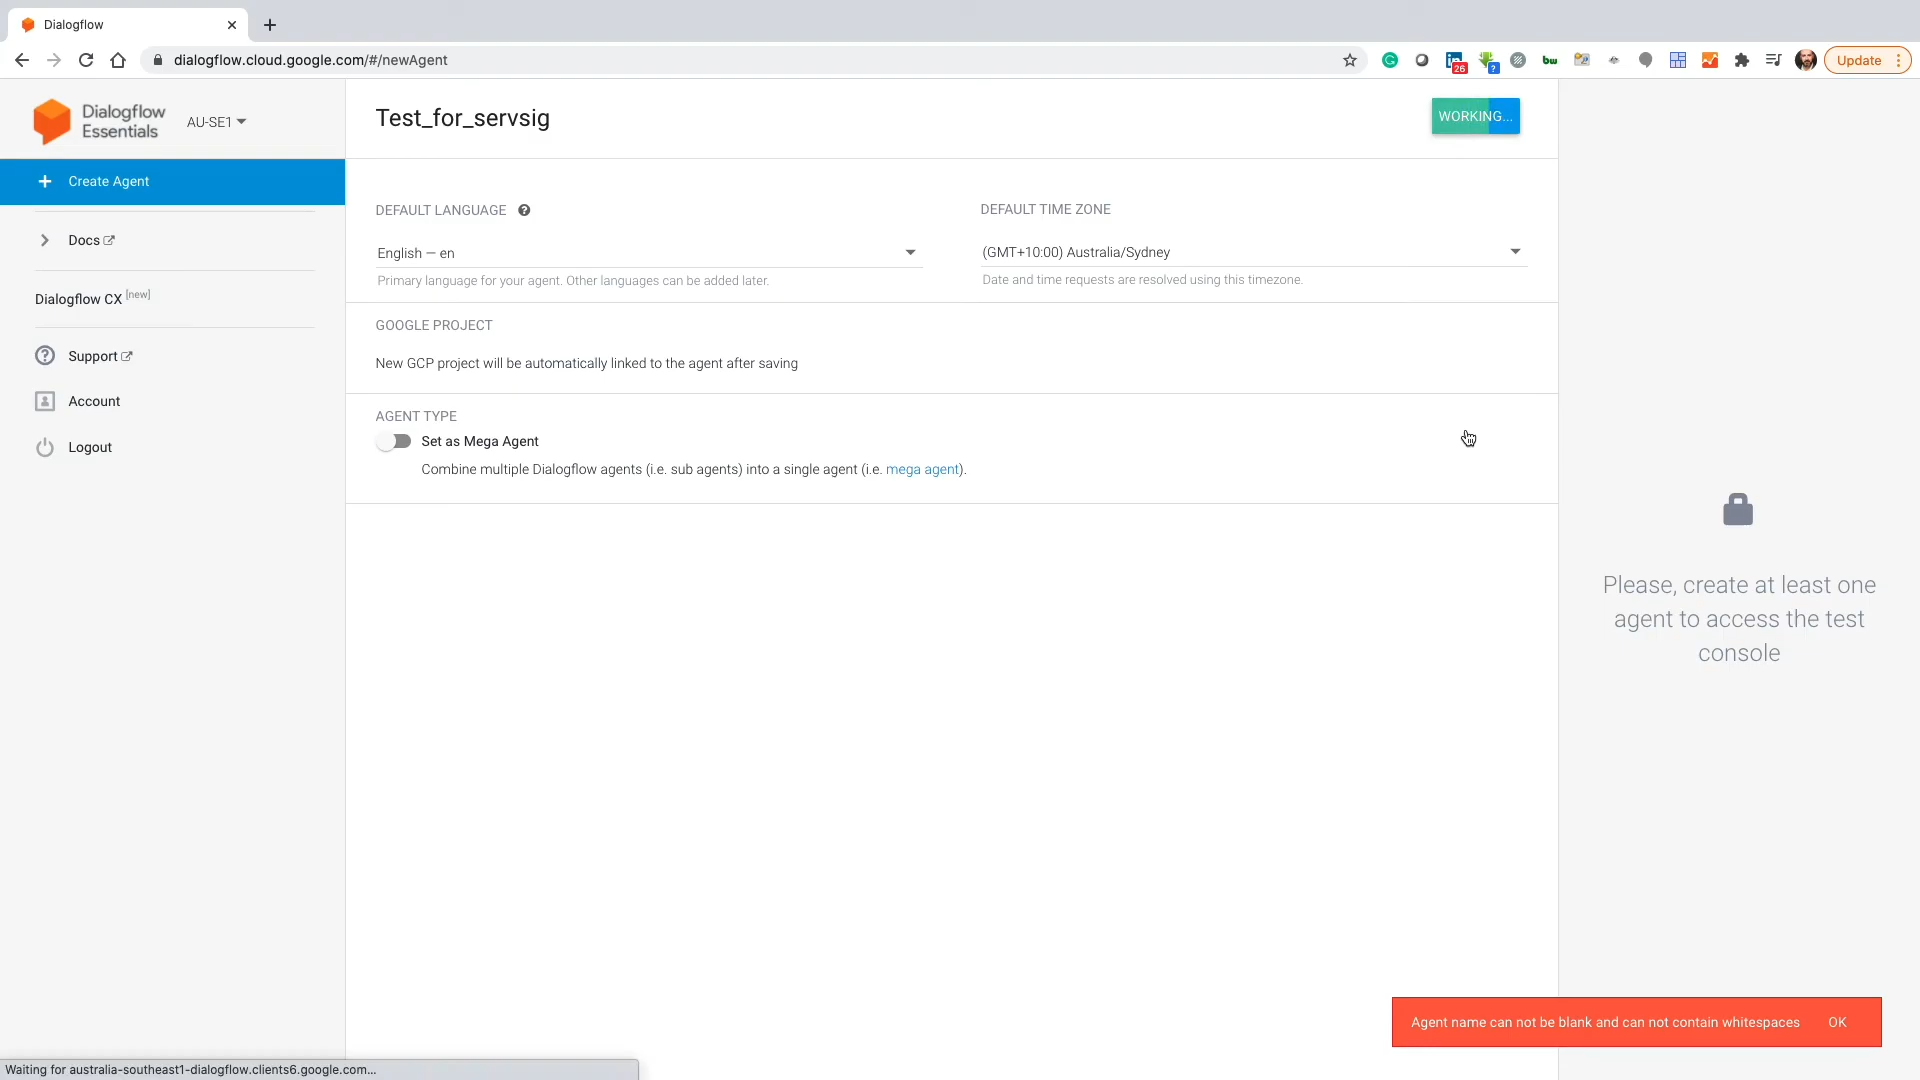 Dialogflow
dialogflow.cloud.google.com/#/newAgent
26
?
bw
Update
Dialogflow
Essentials
AU-SE1
Test_for_servsig
WORKING...
Create Agent
DEFAULT LANGUAGE ?
DEFAULT TIME ZONE
Docs
English — en
(GMT+10:00) Australia/Sydney
Primary language for your agent. Other languages can be added later.
Date and time requests are resolved using this timezone.
Dialogflow CX [new]
GOOGLE PROJECT
Support
New GCP project will be automatically linked to the agent after saving
Account
AGENT TYPE
Set as Mega Agent
Logout
Combine multiple Dialogflow agents (i.e. sub agents) into a single agent (i.e. mega agent).
Please, create at least one
agent to access the test
console
Agent name can not be blank and can not contain whitespaces OK
Waiting for australia-southeast1-dialogflow.clients6.google.com...